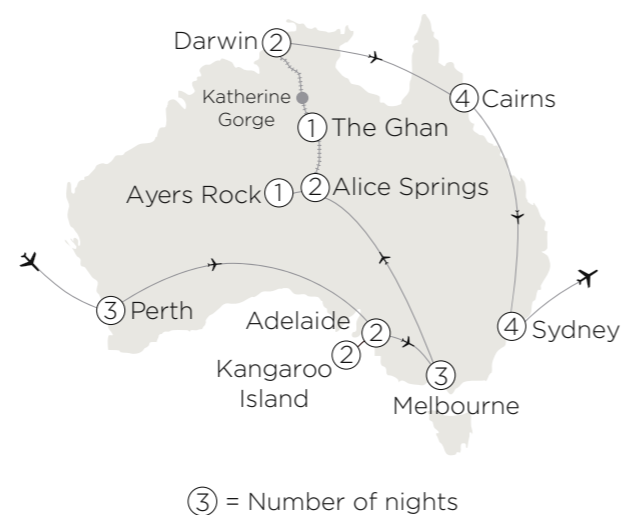 Darwin 2
4 Cairns
Katherine
Gorge
1 The Ghan
Ayers Rock 1
2 Alice Springs
3 Perth
Adelaide 2
4 Sydney
Kangaroo 2
Island
3
Melbourne
3 = Number of nights